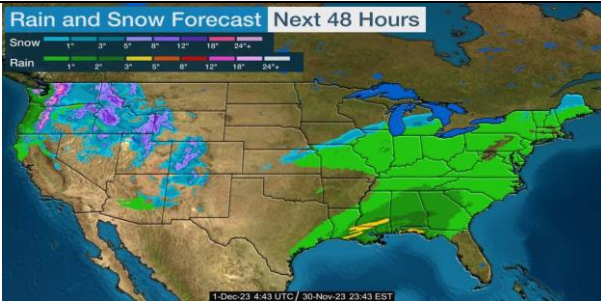 Rain and Snow Forecast Next 48 Hours
Snow 1" 3" 5" 8" 12" 18" 24"+
Rain 1" 2" 3" 5" 8" 12" 18" 24"+
1-Dec-23 4:43 UTC / 30-Nov-23 23:43 EST